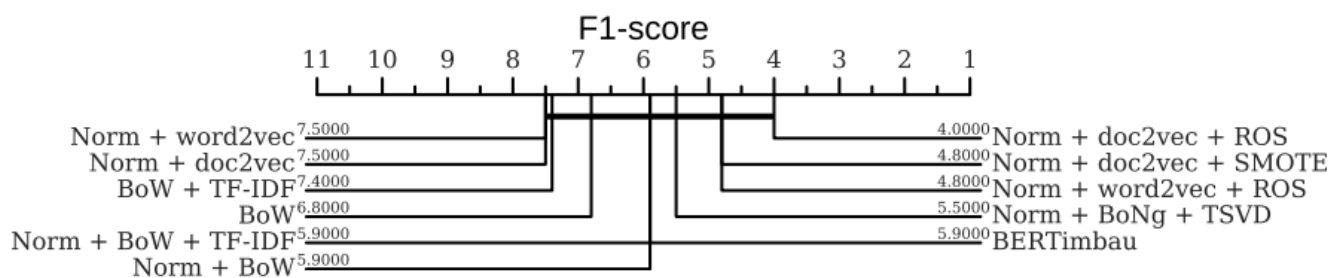 F1-score
11 10 9 8 7 6 5 4 3 2 1
Norm + word2vec 7.5000 4.0000 Norm + doc2vec + ROS
Norm + doc2vec 7.5000 4.8000 Norm + doc2vec + SMOTE
BoW + TF-IDF 7.4000 4.8000 Norm + word2vec + ROS
BoW 6.8000 5.5000 Norm + BoNg + TSVD
Norm + BoW + TF-IDF 5.9000 5.9000 BERTimbau
Norm + BoW 5.9000